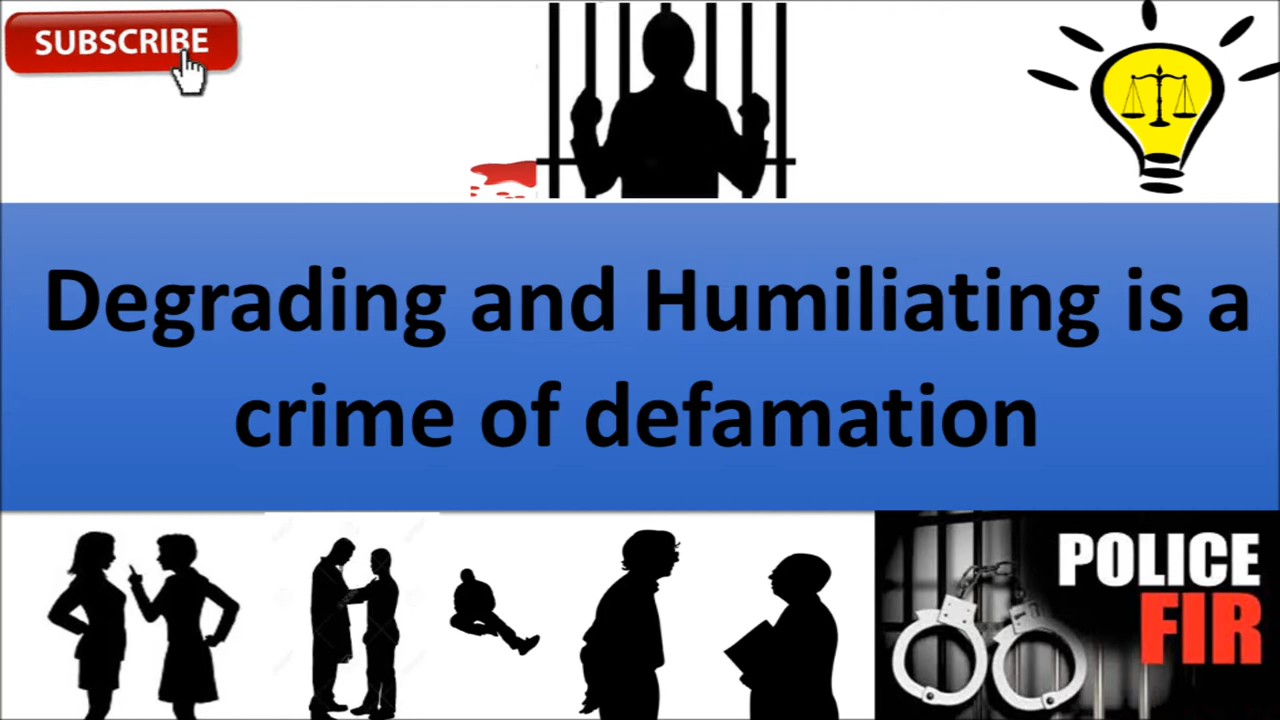 SUBSCRIBE
Degrading and Humiliating is a
crime of defamation
POLICE
FIR